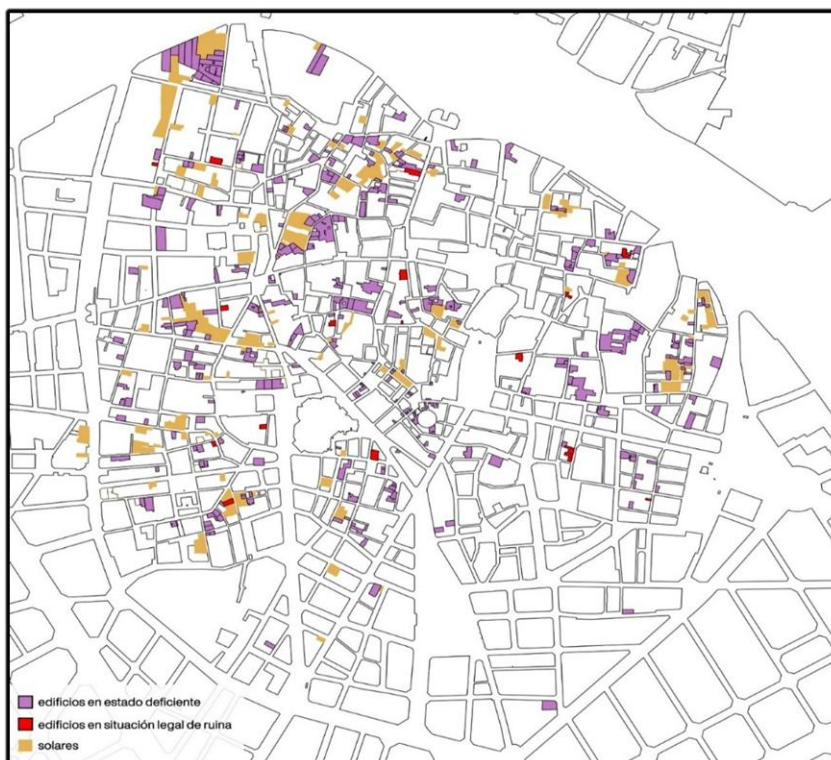 edificios en estado deficiente
edificios en situación legal de ruina
solares